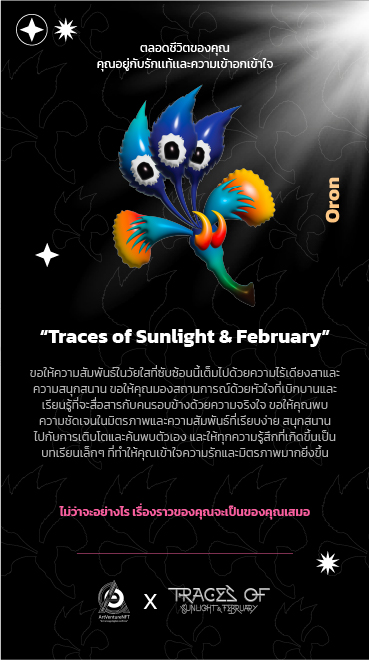 ตลอดชีวิตของคุณ
คุณอยู่กับรักแท้และความเข้าอกเข้าใจ
Oron
“Traces of Sunlight & February”
ขอให้ความสัมพันธ์ในวัยใสที่ซับซ้อนนี้เต็มไปด้วยความไร้เดียงสาและ
ความสนุกสนาน ขอให้คุณมองสถานการณ์ด้วยหัวใจที่เบิกบานและ
เรียนรู้ที่จะสื่อสารกับคนรอบข้างด้วยความจริงใจ ขอให้คุณพบ
ความชัดเจนในมิตรภาพและความสัมพันธ์ที่เรียบง่าย สนุกสนาน
ไปกับการเติบโตและค้นพบตัวเอง และให้ทุกความรู้สึกที่เกิดขึ้นเป็น
บทเรียนเล็กๆ ที่ทำให้คุณเข้าใจความรักและมิตรภาพมากยิ่งขึ้น
ไม่ว่าจะอย่างไร เรื่องราวของคุณจะเป็นของคุณเสมอ
ArtVentureNFT
X
TRACES OF
SUNLIGHT & FEBRUARY